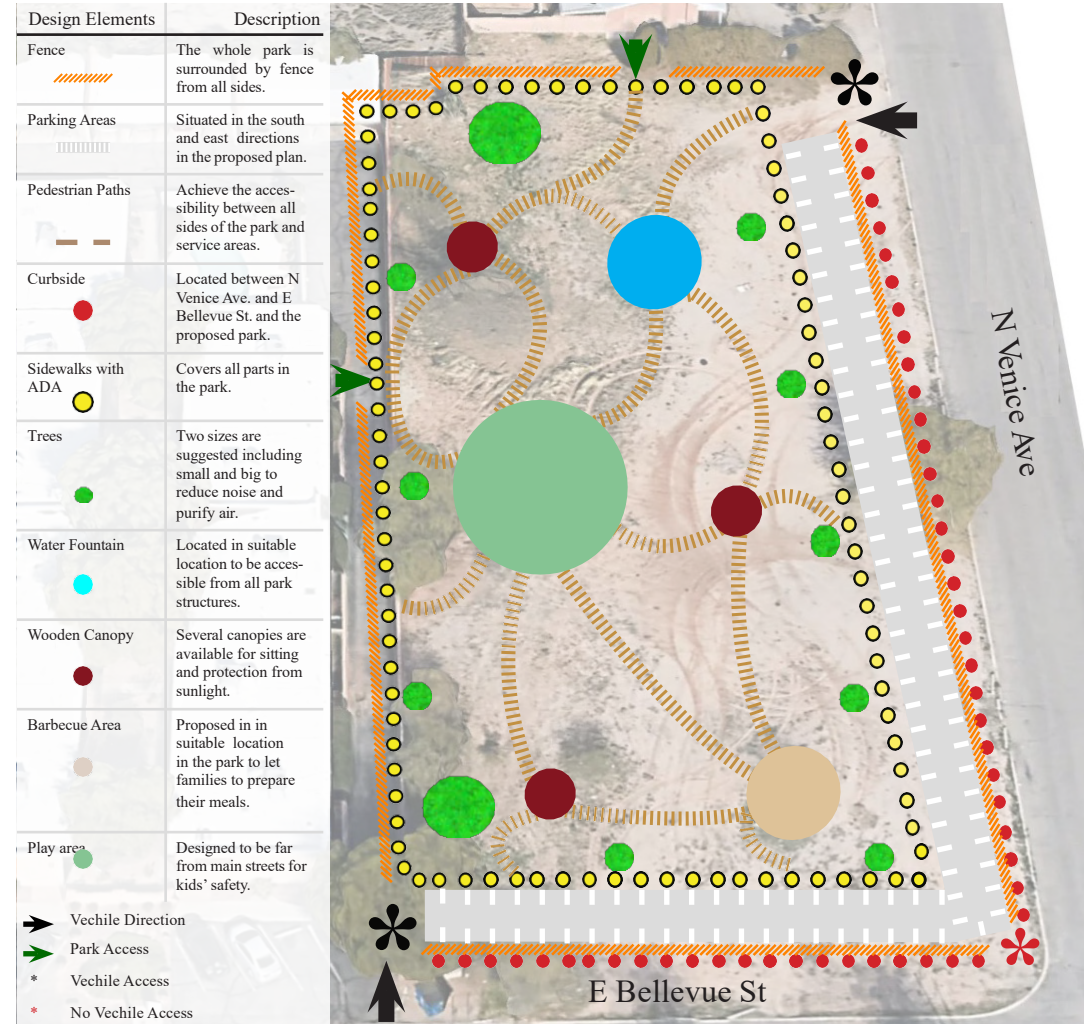 Design Elements Description
Fence
The whole park is
surrounded by fence
from all sides.
Parking Areas
Situated in the south
and east directions
in the proposed plan.
Pedestrian Paths
Achieve the acces-
sibility between all
sides of the park and
service areas.
Curbside
Located between N
Venice Ave. and E
Bellevue St. and the
proposed park.
Sidewalks with
ADA
Covers all parts in
the park.
Trees
Two sizes are
suggested including
small and big to
reduce noise and
purify air.
Water Fountain
Located in suitable
location to be acces-
sible from all park
structures.
Wooden Canopy
Several canopies are
available for sitting
and protection from
sunlight.
Barbecue Area
Proposed in in
suitable location
in the park to let
families to prepare
their meals.
Play area
Designed to be far
from main streets for
kids' safety.
Vechile Direction
Park Access
* Vechile Access
* No Vechile Access
*
N Venice Ave
*
*
E Bellevue St